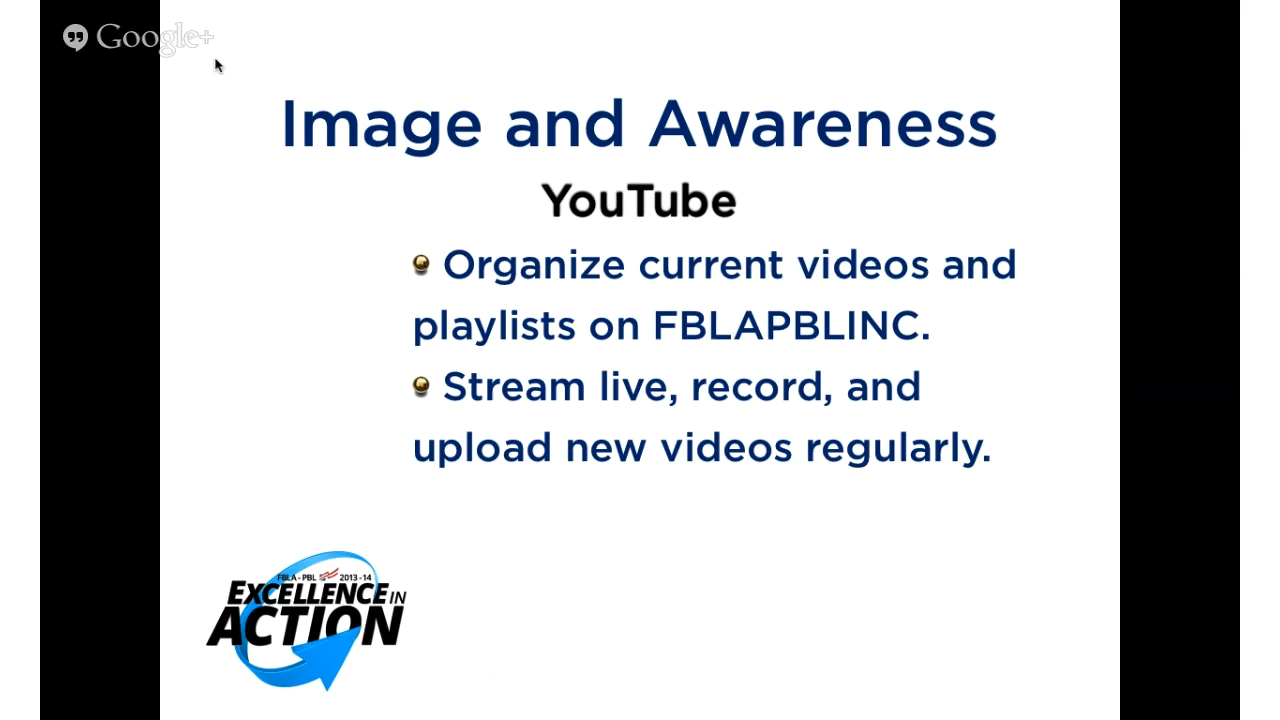 Google+
Image and Awareness
YouTube
Organize current videos and
playlists on FBLAPBLINC.
Stream live, record, and
upload new videos regularly.
FBLA-PBL 2013-14
EXCELLENCE IN
ACTION